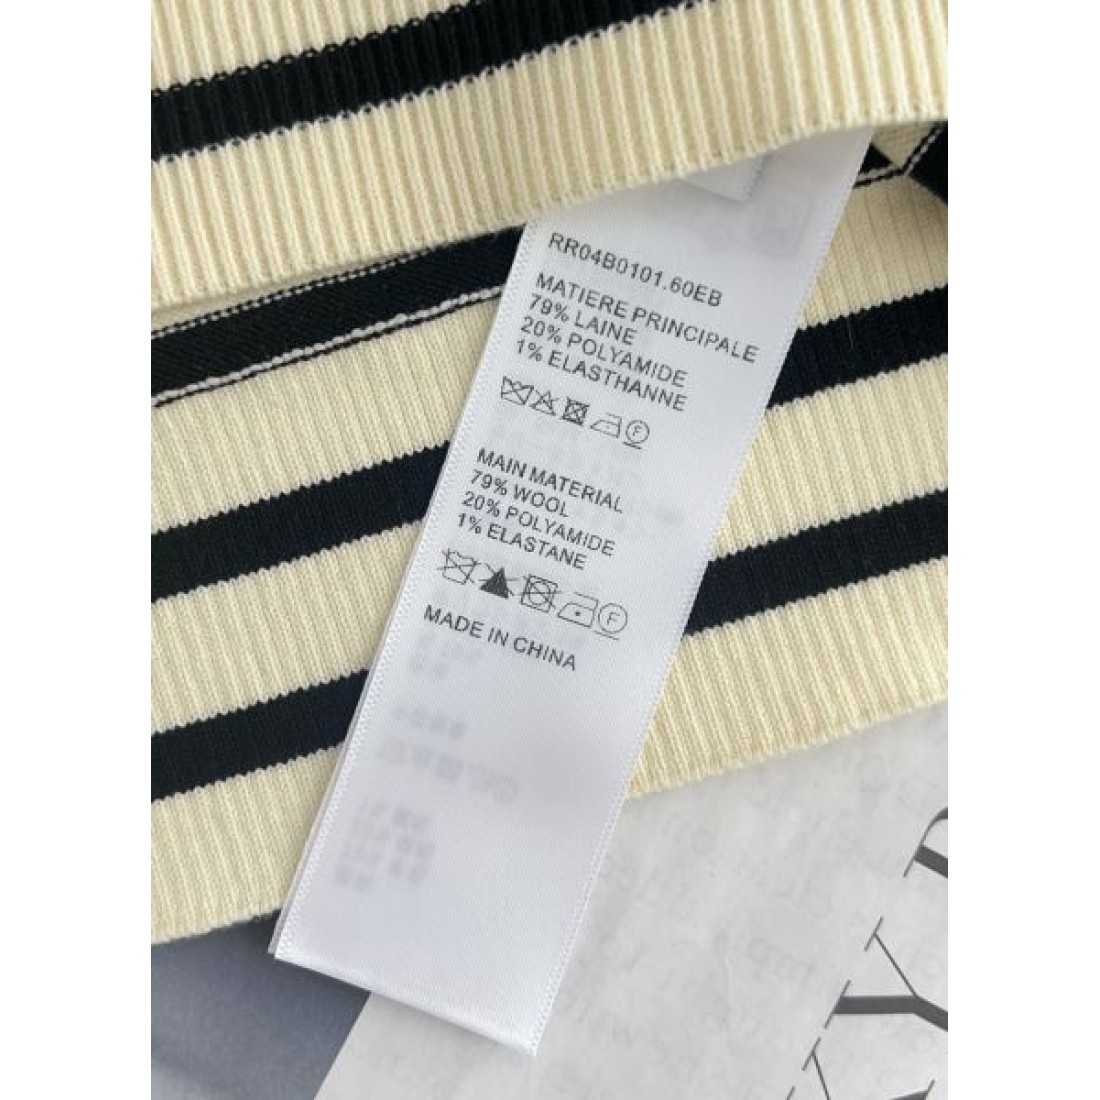 RR04B0101.60EB
MATIERE PRINCIPALE
79% LAINE
20% POLYAMIDE
1% ELASTHANNE
F
MAIN MATERIAL
79% WOOL
20% POLYAMIDE
1% ELASTANE
F
MADE IN CHINA